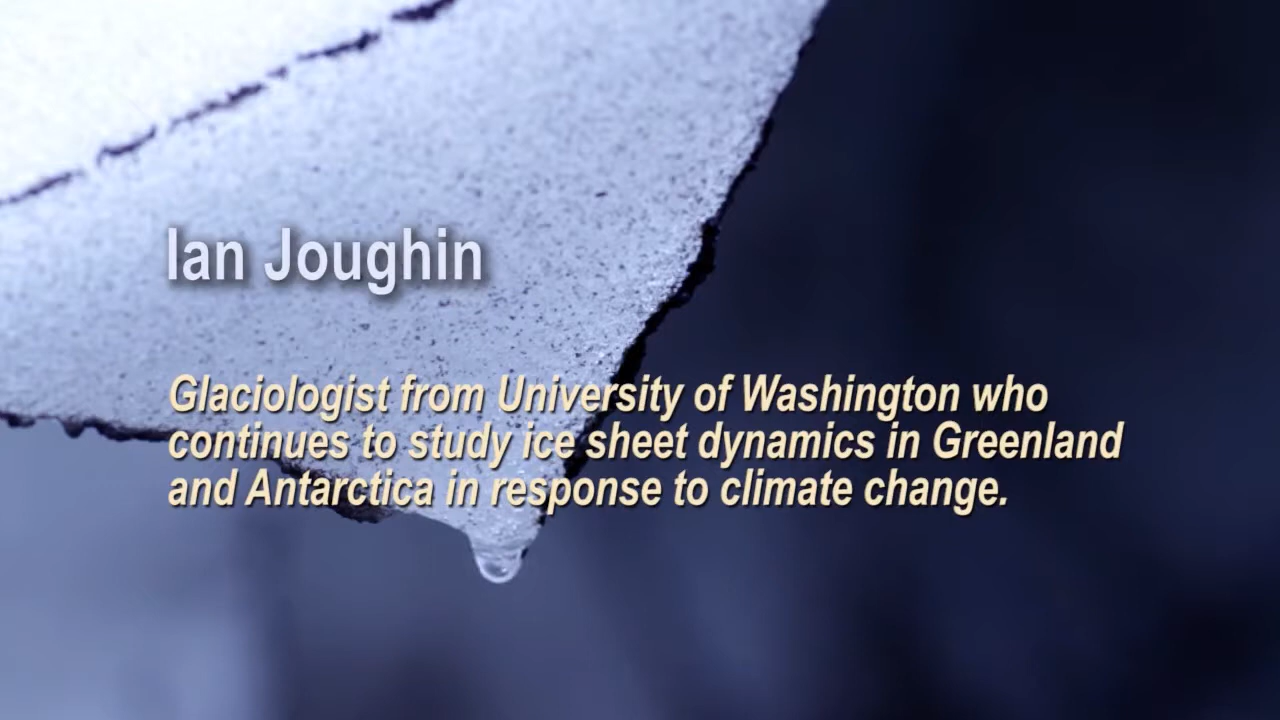 Ian Joughin
Glaciologist from University of Washington who
continues to study ice sheet dynamics in Greenland
and Antarctica in response to climate change.